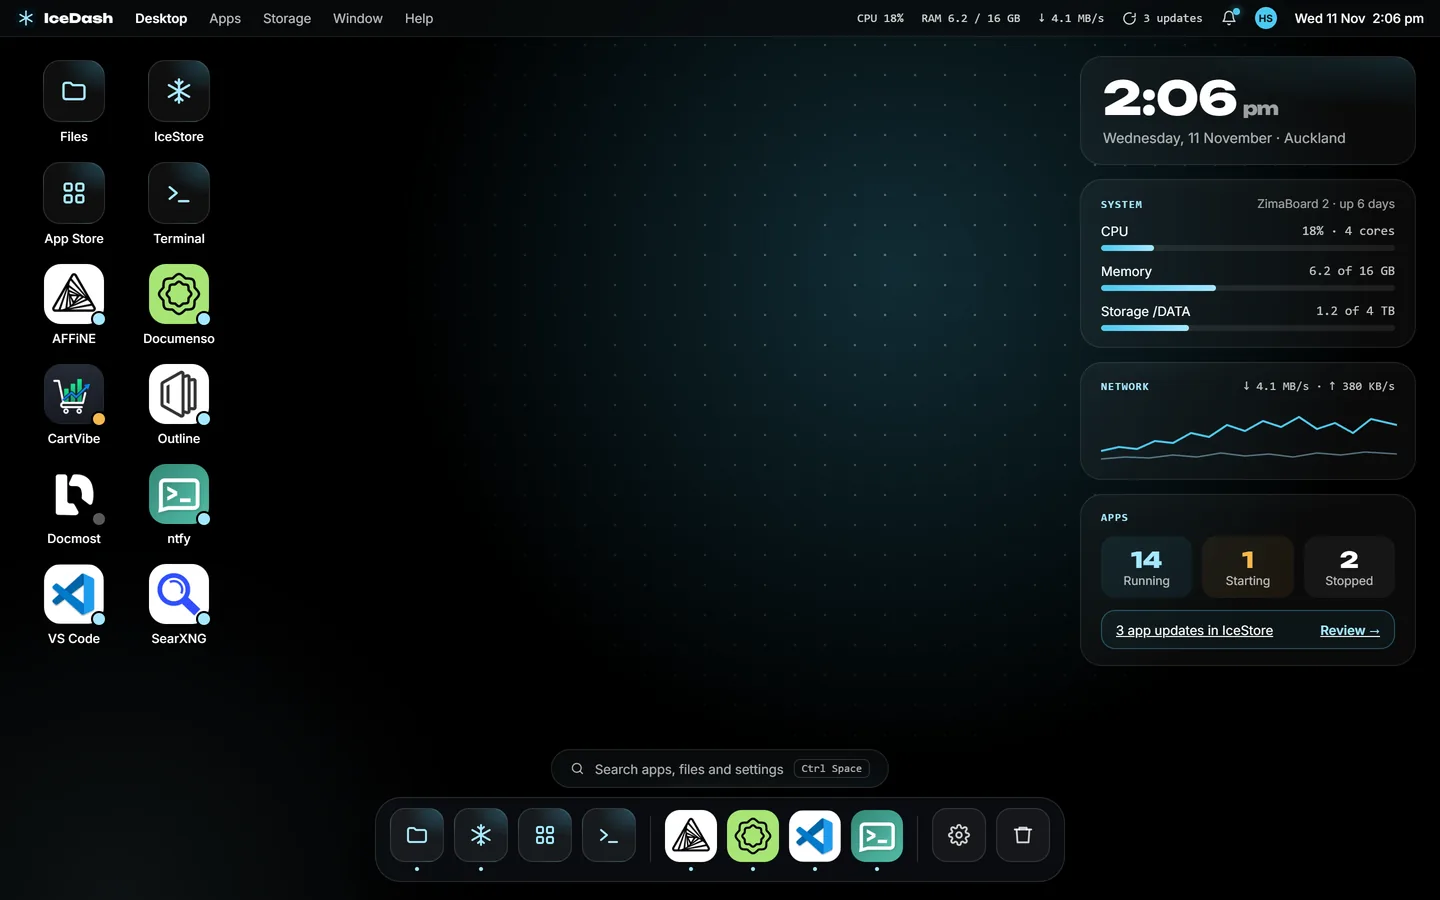 IceDash Desktop Apps Storage Window Help CPU 18% RAM 6.2 / 16 GB ↓ 4.1 MB/s 3 updates HS Wed 11 Nov 2:06 pm
Files IceStore
App Store Terminal
AFFiNE Documenso
CartVibe Outline
Docmost ntfy
VS Code SearXNG
2:06 pm
Wednesday, 11 November · Auckland
SYSTEM ZimaBoard 2 · up 6 days
CPU 18% · 4 cores
Memory 6.2 of 16 GB
Storage /DATA 1.2 of 4 TB
NETWORK ↓ 4.1 MB/s · ↑ 380 KB/s
APPS
14 1 2
Running Starting Stopped
3 app updates in IceStore Review →
Search apps, files and settings Ctrl Space